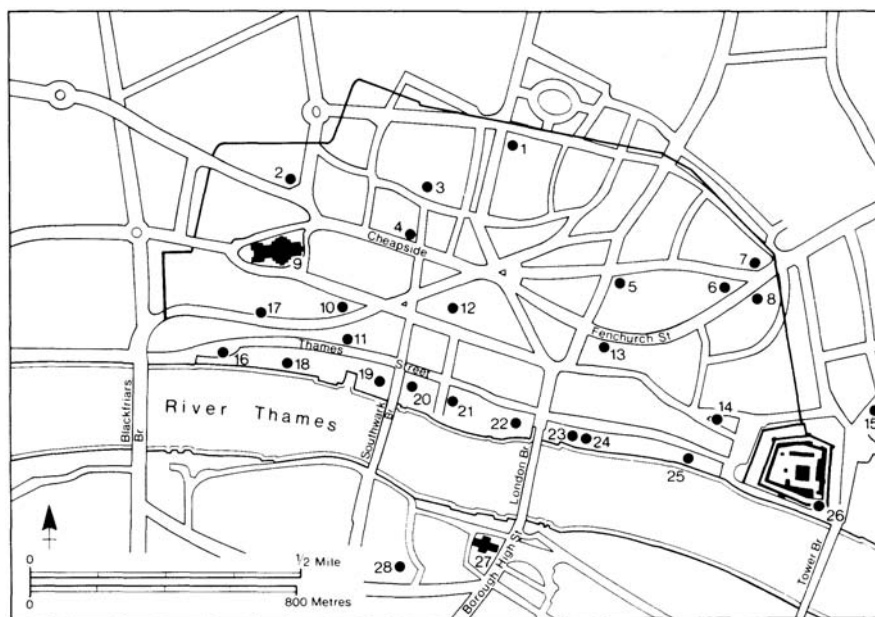 1
2
3
4
Cheapside
7
9
5
6
8
17
10
12
Fenchurch St
11
13
16
Thames
18
Street
19
20
14
15
21
22
23
24
River Thames
Blackfriars
Br
Southwark
Br
London Br
25
26
0
½ Mile
27
28
Borough High St
Tower Br
0
800 Metres